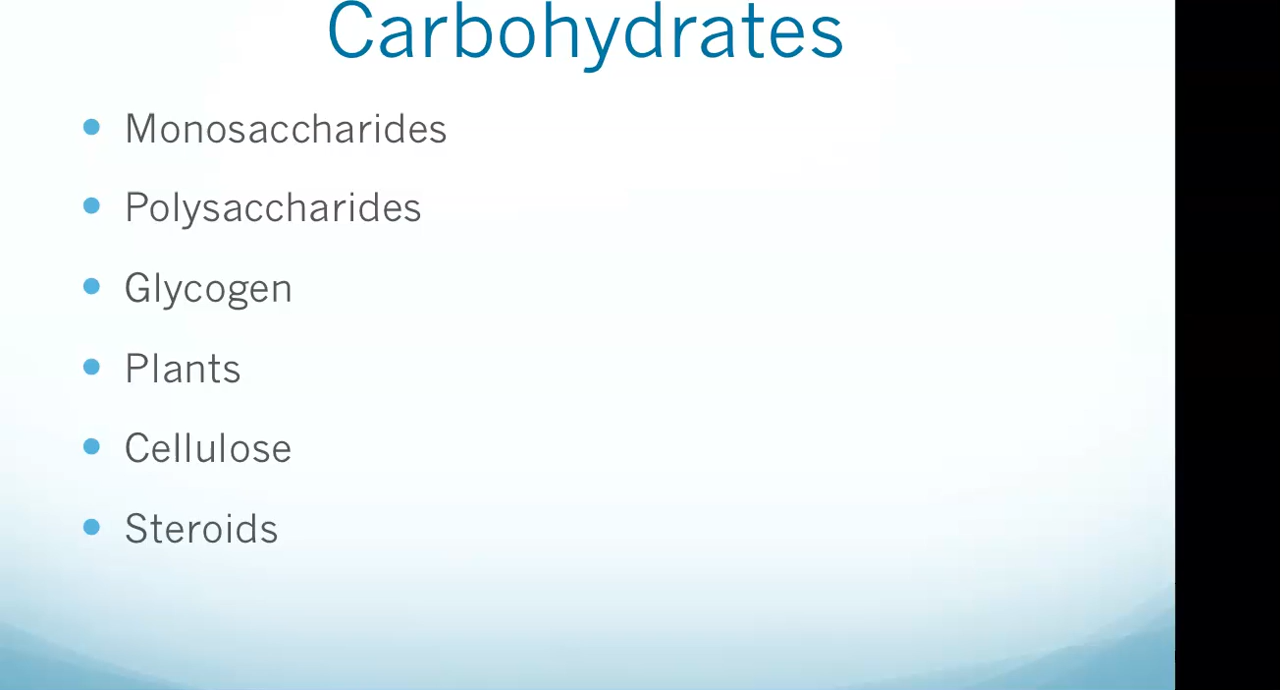 Carbohydrates
Monosaccharides
Polysaccharides
Glycogen
Plants
Cellulose
Steroids